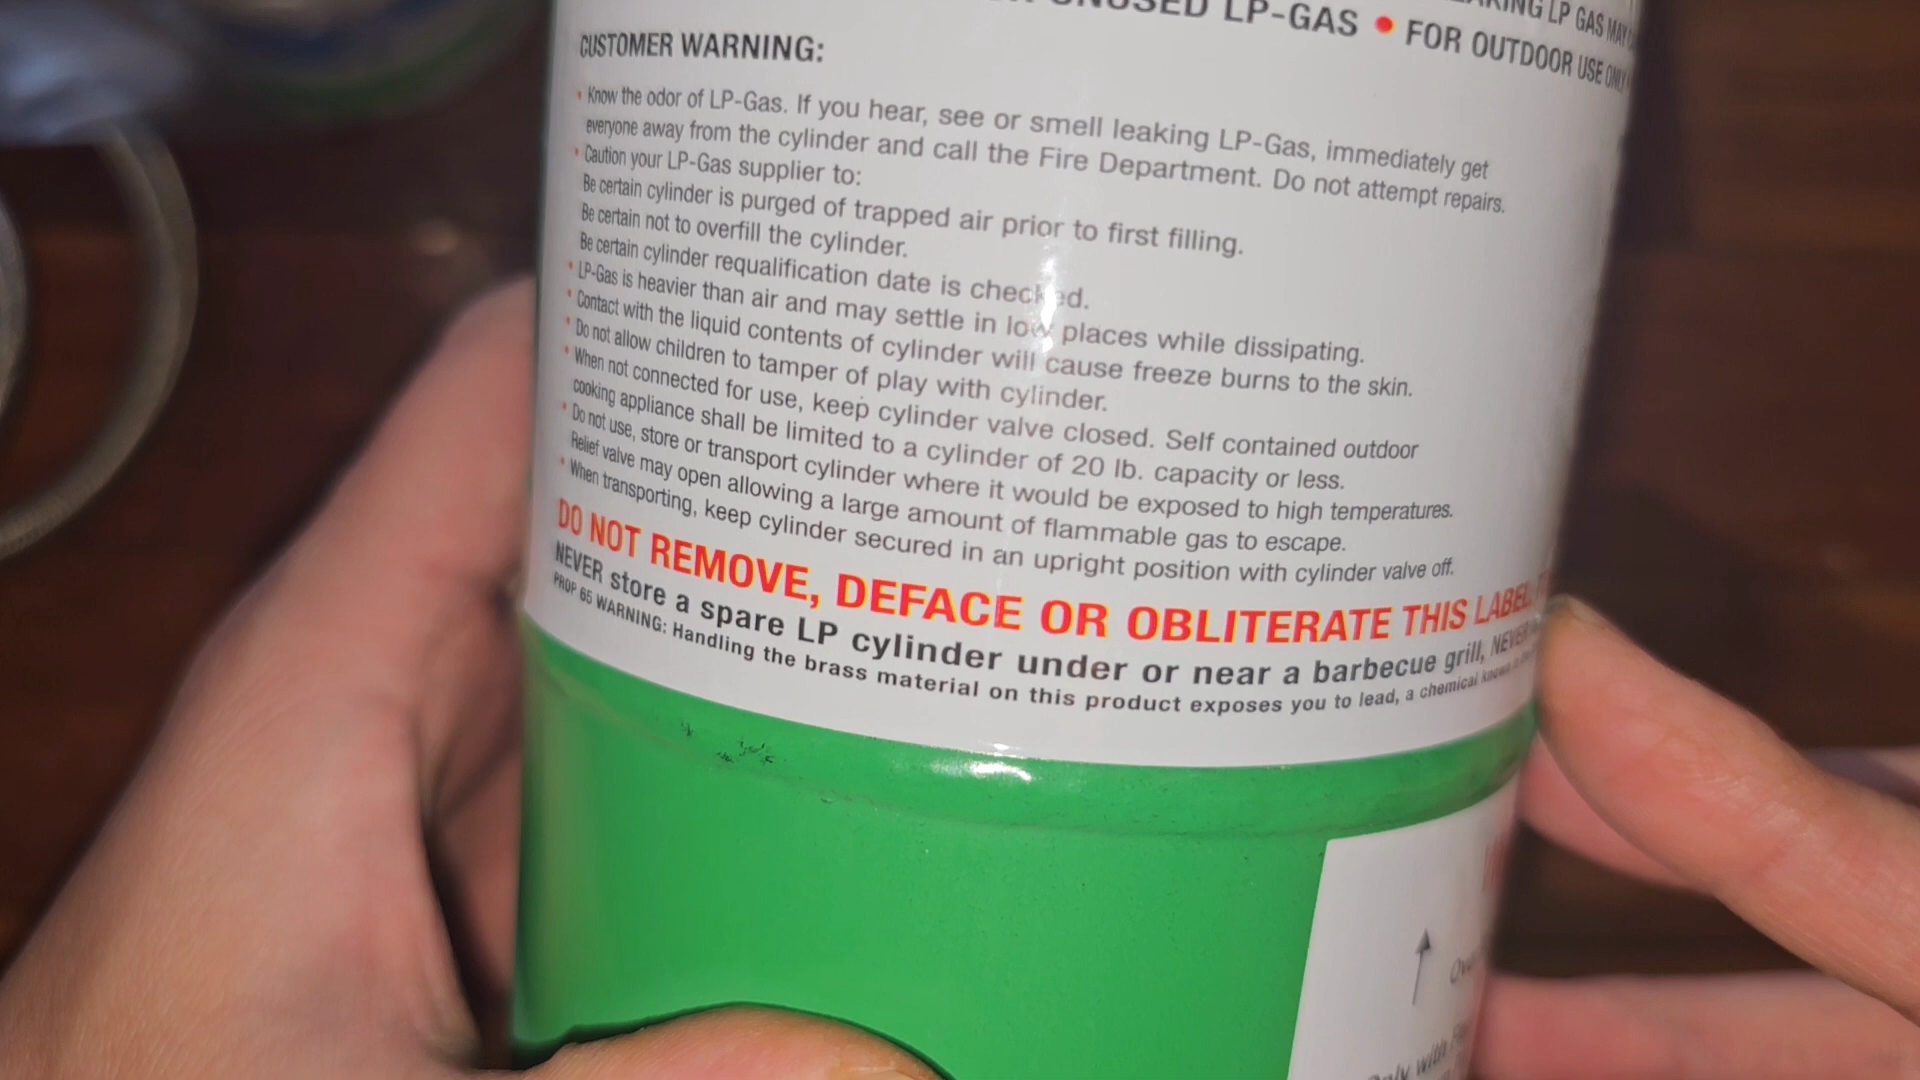 UNUSED LP-GAS • FOR OUTDOOR USE ONLY
LP GAS MAY
CUSTOMER WARNING:
• Know the odor of LP-Gas. If you hear, see or smell leaking LP-Gas, immediately get
everyone away from the cylinder and call the Fire Department. Do not attempt repairs.
• Caution your LP-Gas supplier to:
Be certain cylinder is purged of trapped air prior to first filling.
Be certain not to overfill the cylinder.
Be certain cylinder requalification date is checked.
• LP-Gas is heavier than air and may settle in low places while dissipating.
• Contact with the liquid contents of cylinder will cause freeze burns to the skin.
• Do not allow children to tamper of play with cylinder.
• When not connected for use, keep cylinder valve closed. Self contained outdoor
cooking appliance shall be limited to a cylinder of 20 lb. capacity or less.
• Do not use, store or transport cylinder where it would be exposed to high temperatures.
Relief valve may open allowing a large amount of flammable gas to escape.
• When transporting, keep cylinder secured in an upright position with cylinder valve off.
DO NOT REMOVE, DEFACE OR OBLITERATE THIS LABEL
NEVER store a spare LP cylinder under or near a barbecue grill, NEVER
PROP 65 WARNING: Handling the brass material on this product exposes you to lead, a chemical
with